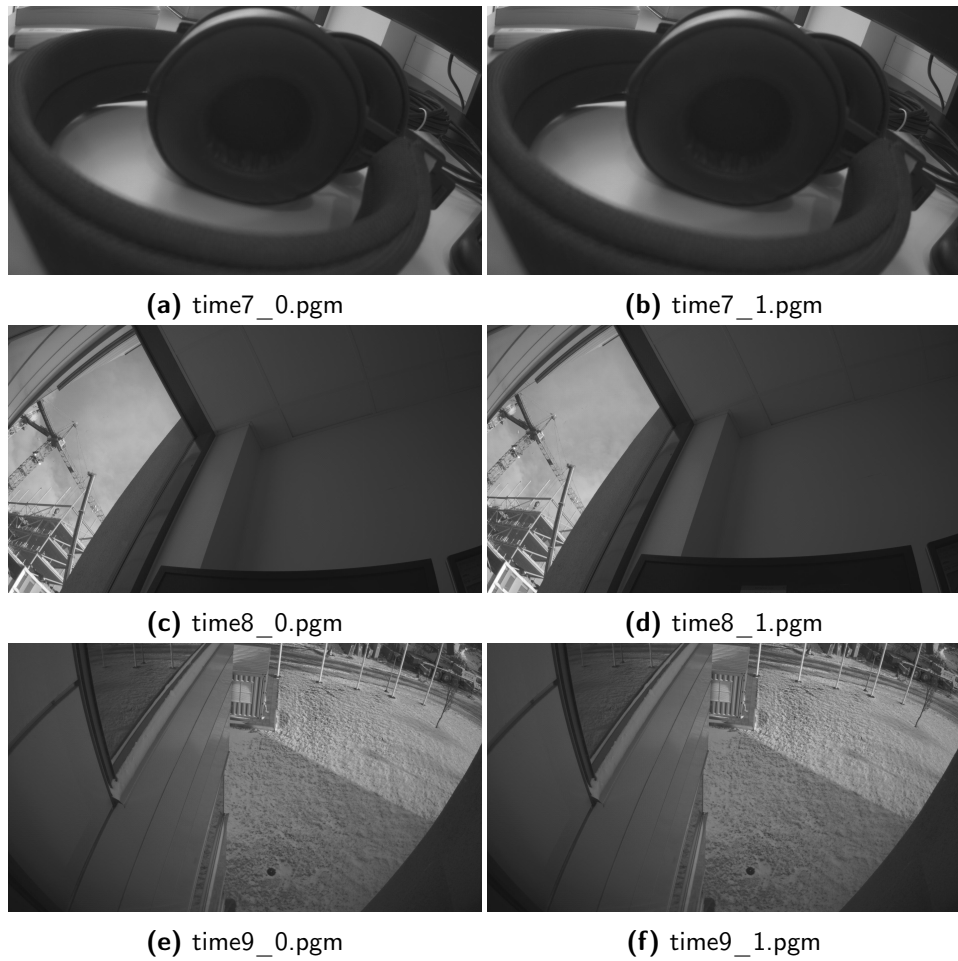 (a) time7_0.pgm
(b) time7_1.pgm
(c) time8_0.pgm
(d) time8_1.pgm
(e) time9_0.pgm
(f) time9_1.pgm